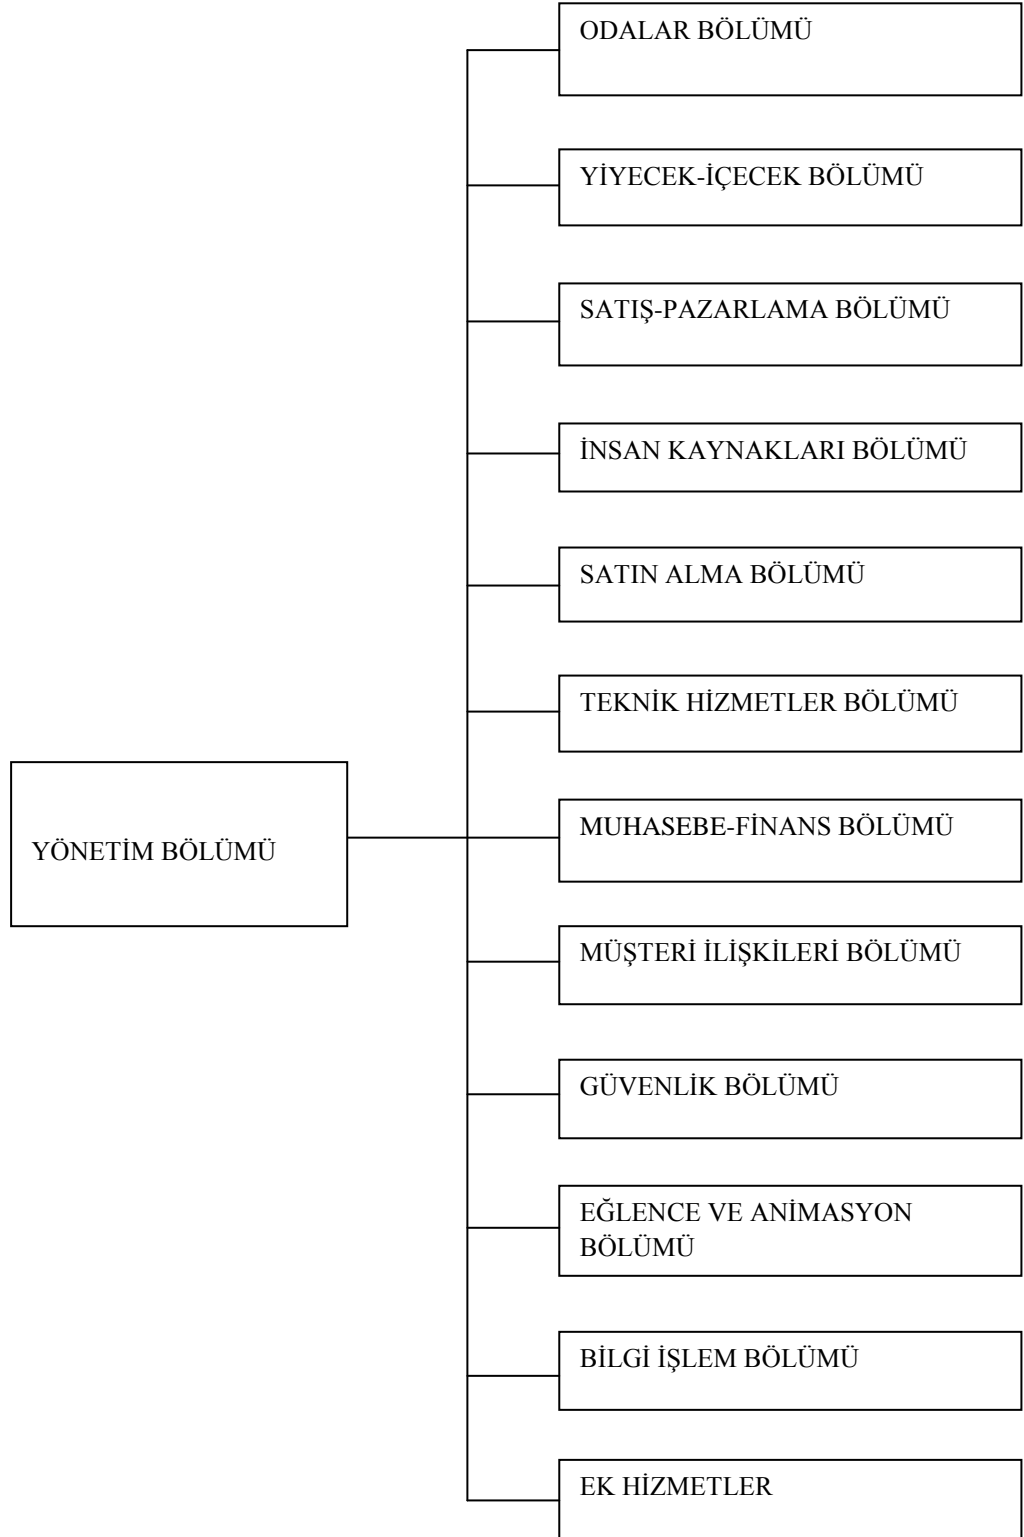 ODALAR BÖLÜMÜ
YİYECEK-İÇECEK BÖLÜMÜ
SATIŞ-PAZARLAMA BÖLÜMÜ
İNSAN KAYNAKLARI BÖLÜMÜ
SATIN ALMA BÖLÜMÜ
TEKNİK HİZMETLER BÖLÜMÜ
YÖNETİM BÖLÜMÜ
MUHASEBE-FİNANS BÖLÜMÜ
MÜŞTERİ İLİŞKİLERİ BÖLÜMÜ
GÜVENLİK BÖLÜMÜ
EĞLENCE VE ANİMASYON
BÖLÜMÜ
BİLGİ İŞLEM BÖLÜMÜ
EK HİZMETLER